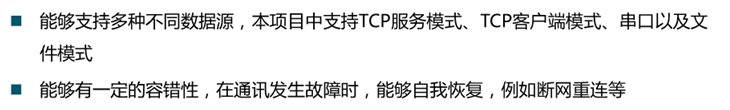 能够支持多种不同数据源，本项目中支持TCP服务模式、TCP客户端模式、串口以及文
件模式
能够有一定的容错性，在通讯发生故障时，能够自我恢复，例如断网重连等